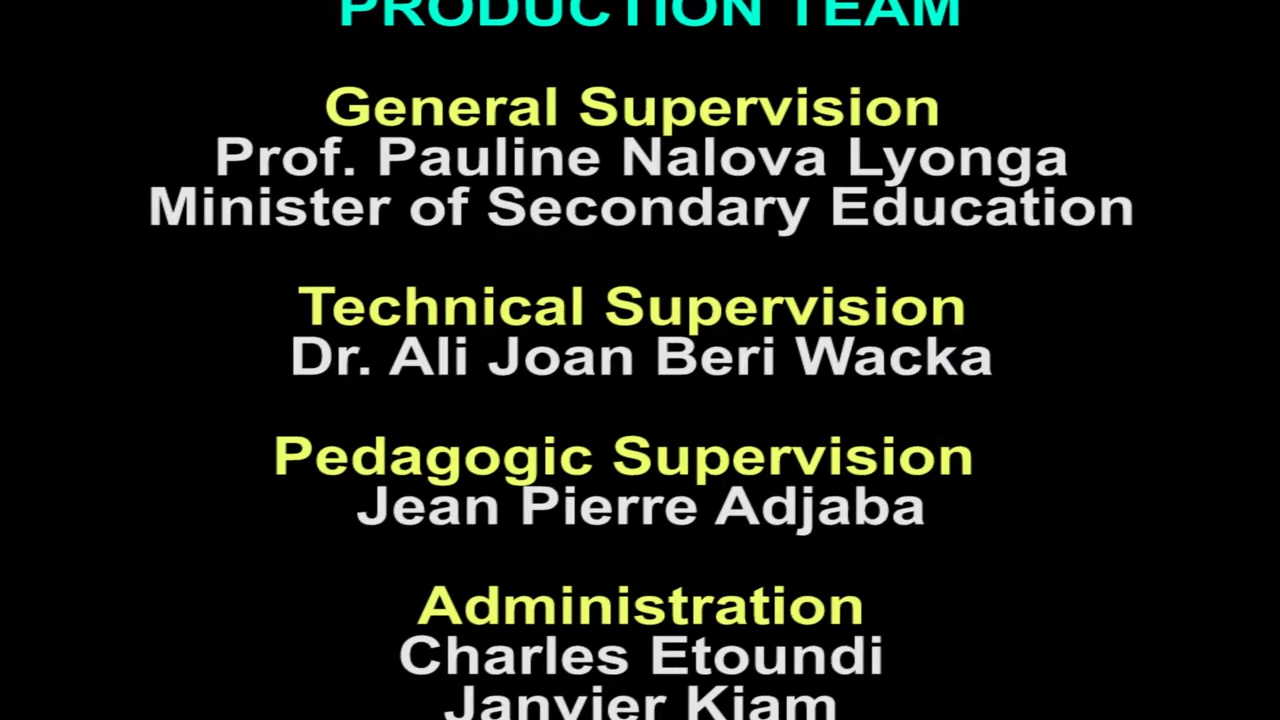 PRODUCTION TEAM
General Supervision
Prof. Pauline Nalova Lyonga
Minister of Secondary Education
Technical Supervision
Dr. Ali Joan Beri Wacka
Pedagogic Supervision
Jean Pierre Adjaba
Administration
Charles Etoundi
Janvier Kiam